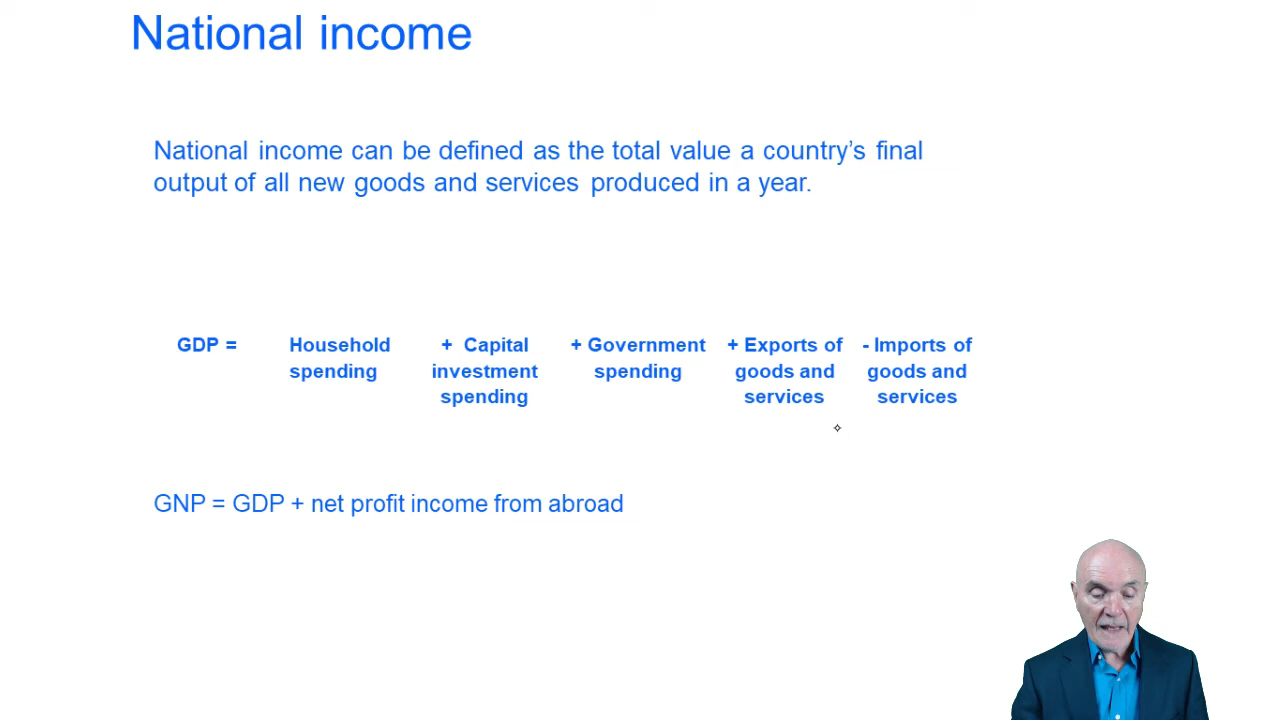 National income
National income can be defined as the total value a country’s final
output of all new goods and services produced in a year.
GDP = Household + Capital + Government + Exports of - Imports of
spending investment spending goods and goods and
spending services services
GNP = GDP + net profit income from abroad